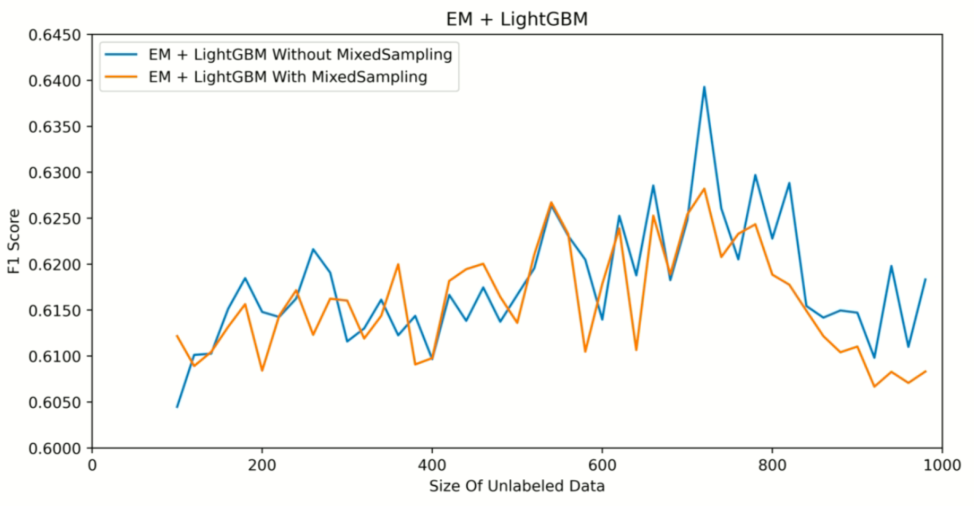 EM + LightGBM
EM + LightGBM Without MixedSampling
EM + LightGBM With MixedSampling
0.6450
0.6400
0.6350
0.6300
0.6250
0.6200
0.6150
0.6100
0.6050
0.6000
F1 Score
0 200 400 600 800 1000
Size Of Unlabeled Data